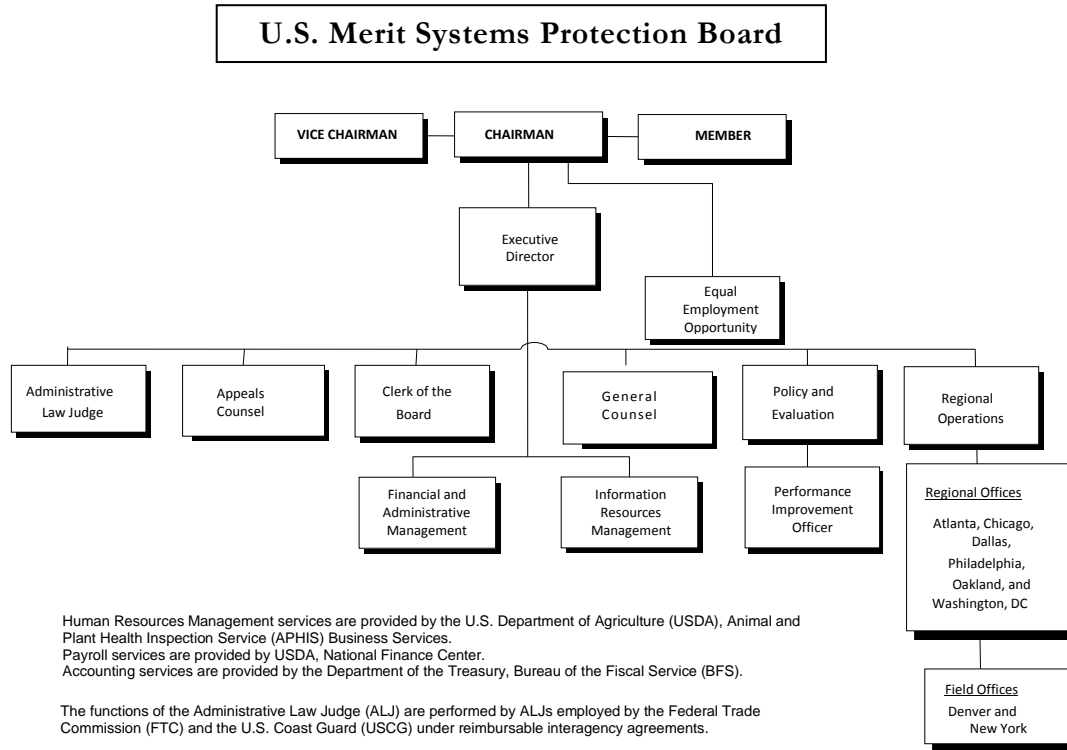 U.S. Merit Systems Protection Board
VICE CHAIRMAN
CHAIRMAN
MEMBER
Executive
Director
Equal
Employment
Opportunity
Administrative
Law Judge
Appeals
Counsel
Clerk of the
Board
General
Counsel
Policy and
Evaluation
Regional
Operations
Financial and
Administrative
Management
Information
Resources
Management
Performance
Improvement
Officer
Regional Offices
Atlanta, Chicago,
Dallas,
Philadelphia,
Oakland, and
Washington, DC
Field Offices
Denver and
New York
Human Resources Management services are provided by the U.S. Department of Agriculture (USDA), Animal and
Plant Health Inspection Service (APHIS) Business Services.
Payroll services are provided by USDA, National Finance Center.
Accounting services are provided by the Department of the Treasury, Bureau of the Fiscal Service (BFS).
The functions of the Administrative Law Judge (ALJ) are performed by ALJs employed by the Federal Trade
Commission (FTC) and the U.S. Coast Guard (USCG) under reimbursable interagency agreements.